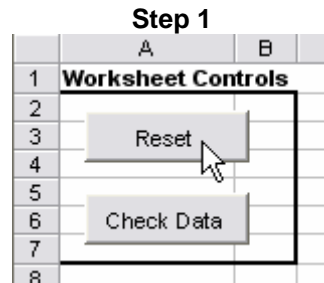 Step 1
A B
1 Worksheet Controls
2
3 Reset
4
5
6 Check Data
7
8